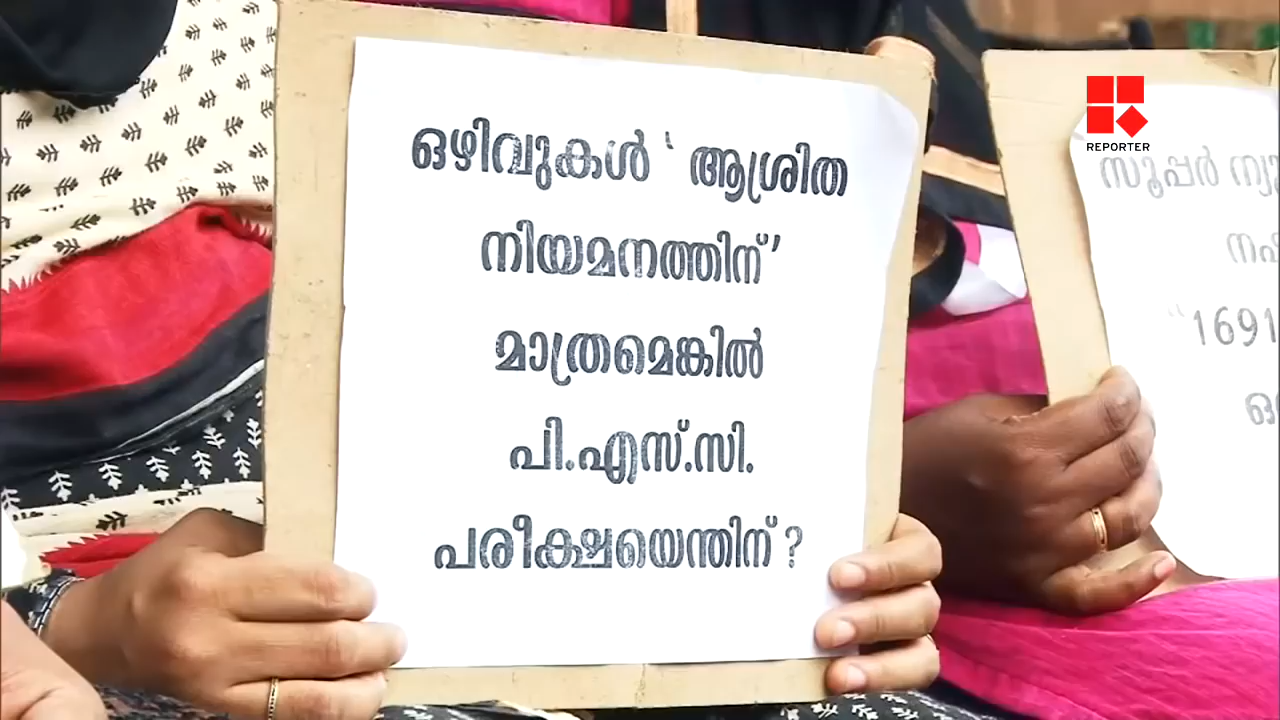 ഒഴിവുകൾ ‘ ആശ്രിത
നിയമനത്തിന്’
മാത്രമെങ്കിൽ
പി.എസ്.സി.
പരീക്ഷയെന്തിന് ?
REPORTER
സൂപ്പർ
“1691